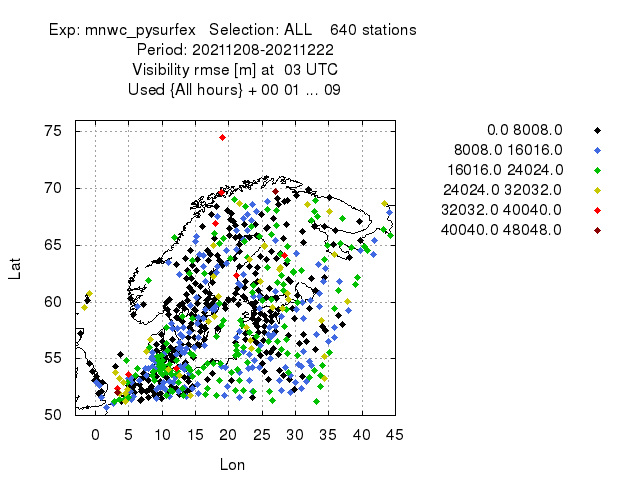 Exp: mnwc_pysurfex   Selection: ALL    640 stations
Period: 20211208-20211222
Visibility rmse [m] at  03 UTC
Used {All hours} + 00 01 ... 09
0.0 8008.0
8008.0 16016.0
16016.0 24024.0
24024.0 32032.0
32032.0 40040.0
40040.0 48048.0
75
70
65
60
55
50
Lat
0 5 10 15 20 25 30 35 40 45
Lon